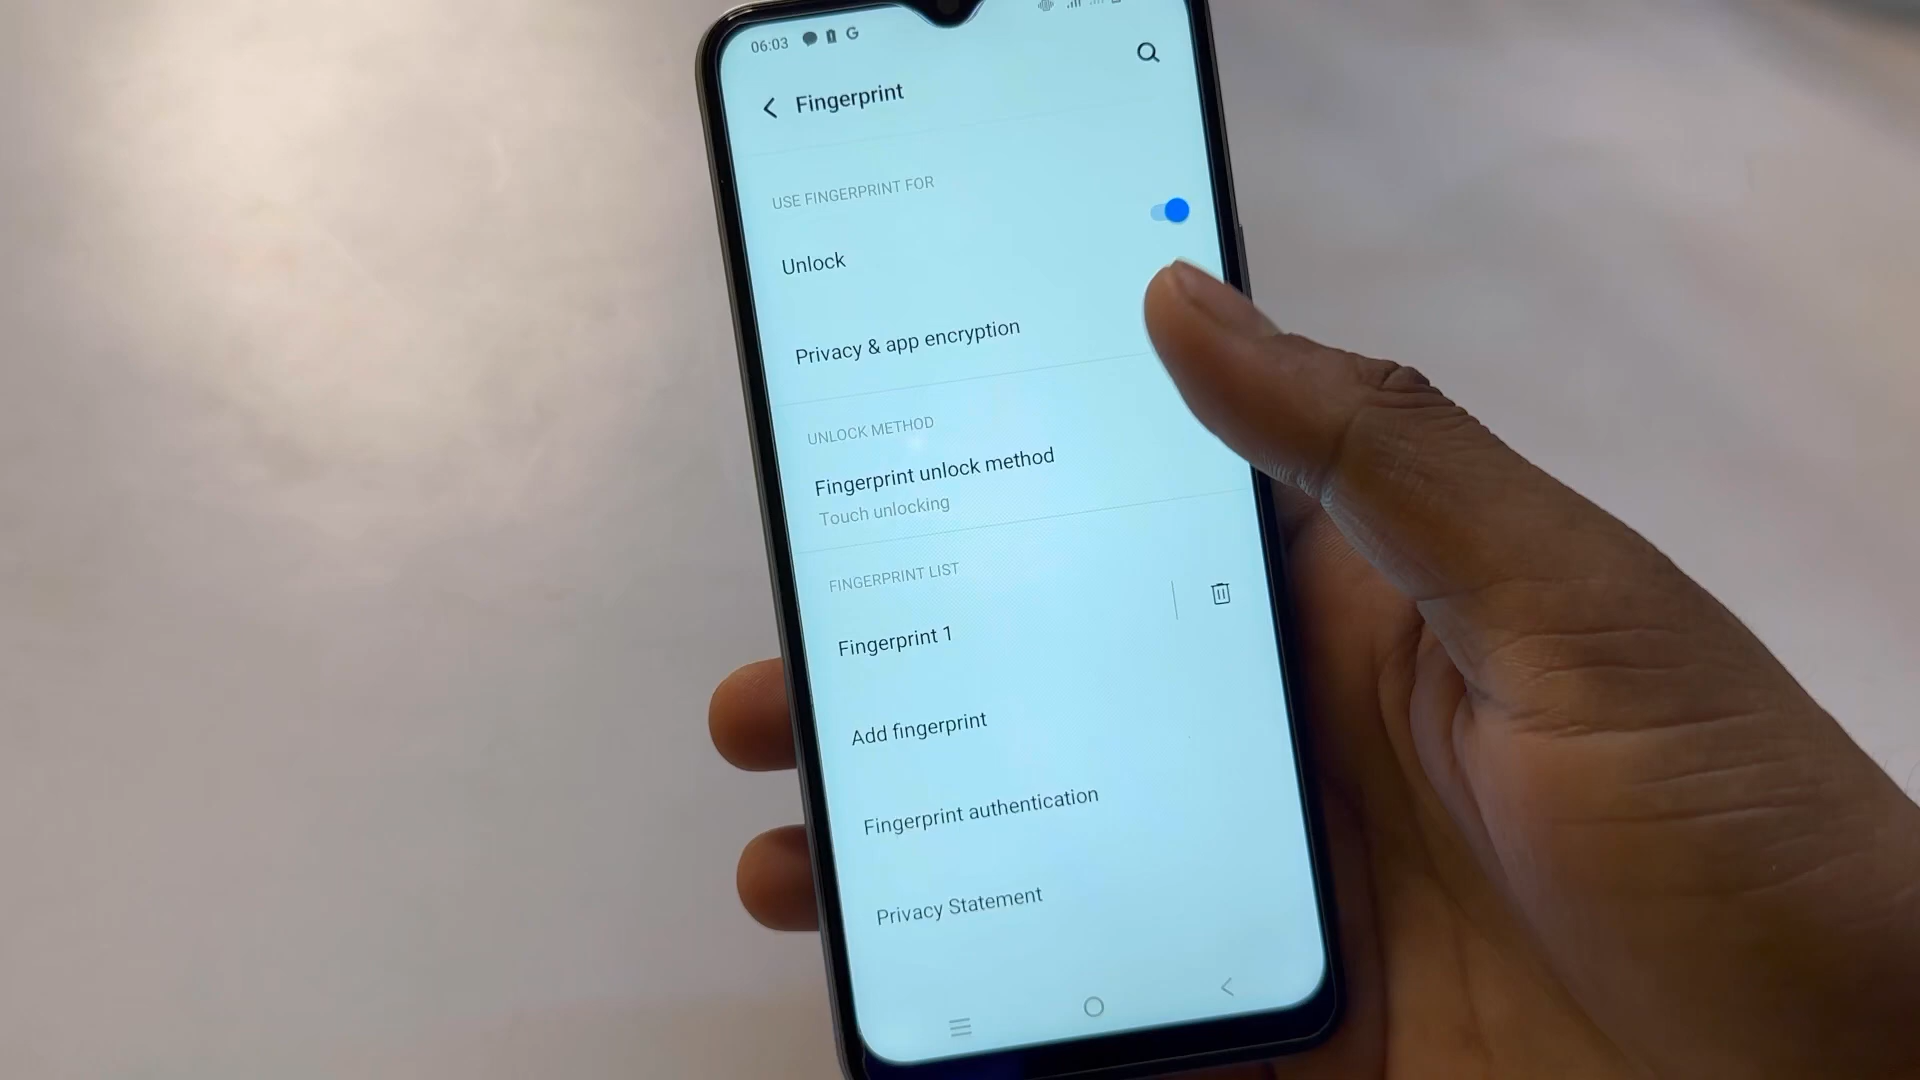 06:03 G
Fingerprint
USE FINGERPRINT FOR
Unlock
Privacy & app encryption
UNLOCK METHOD
Fingerprint unlock method
Touch unlocking
FINGERPRINT LIST
Fingerprint 1
Add fingerprint
Fingerprint authentication
Privacy Statement